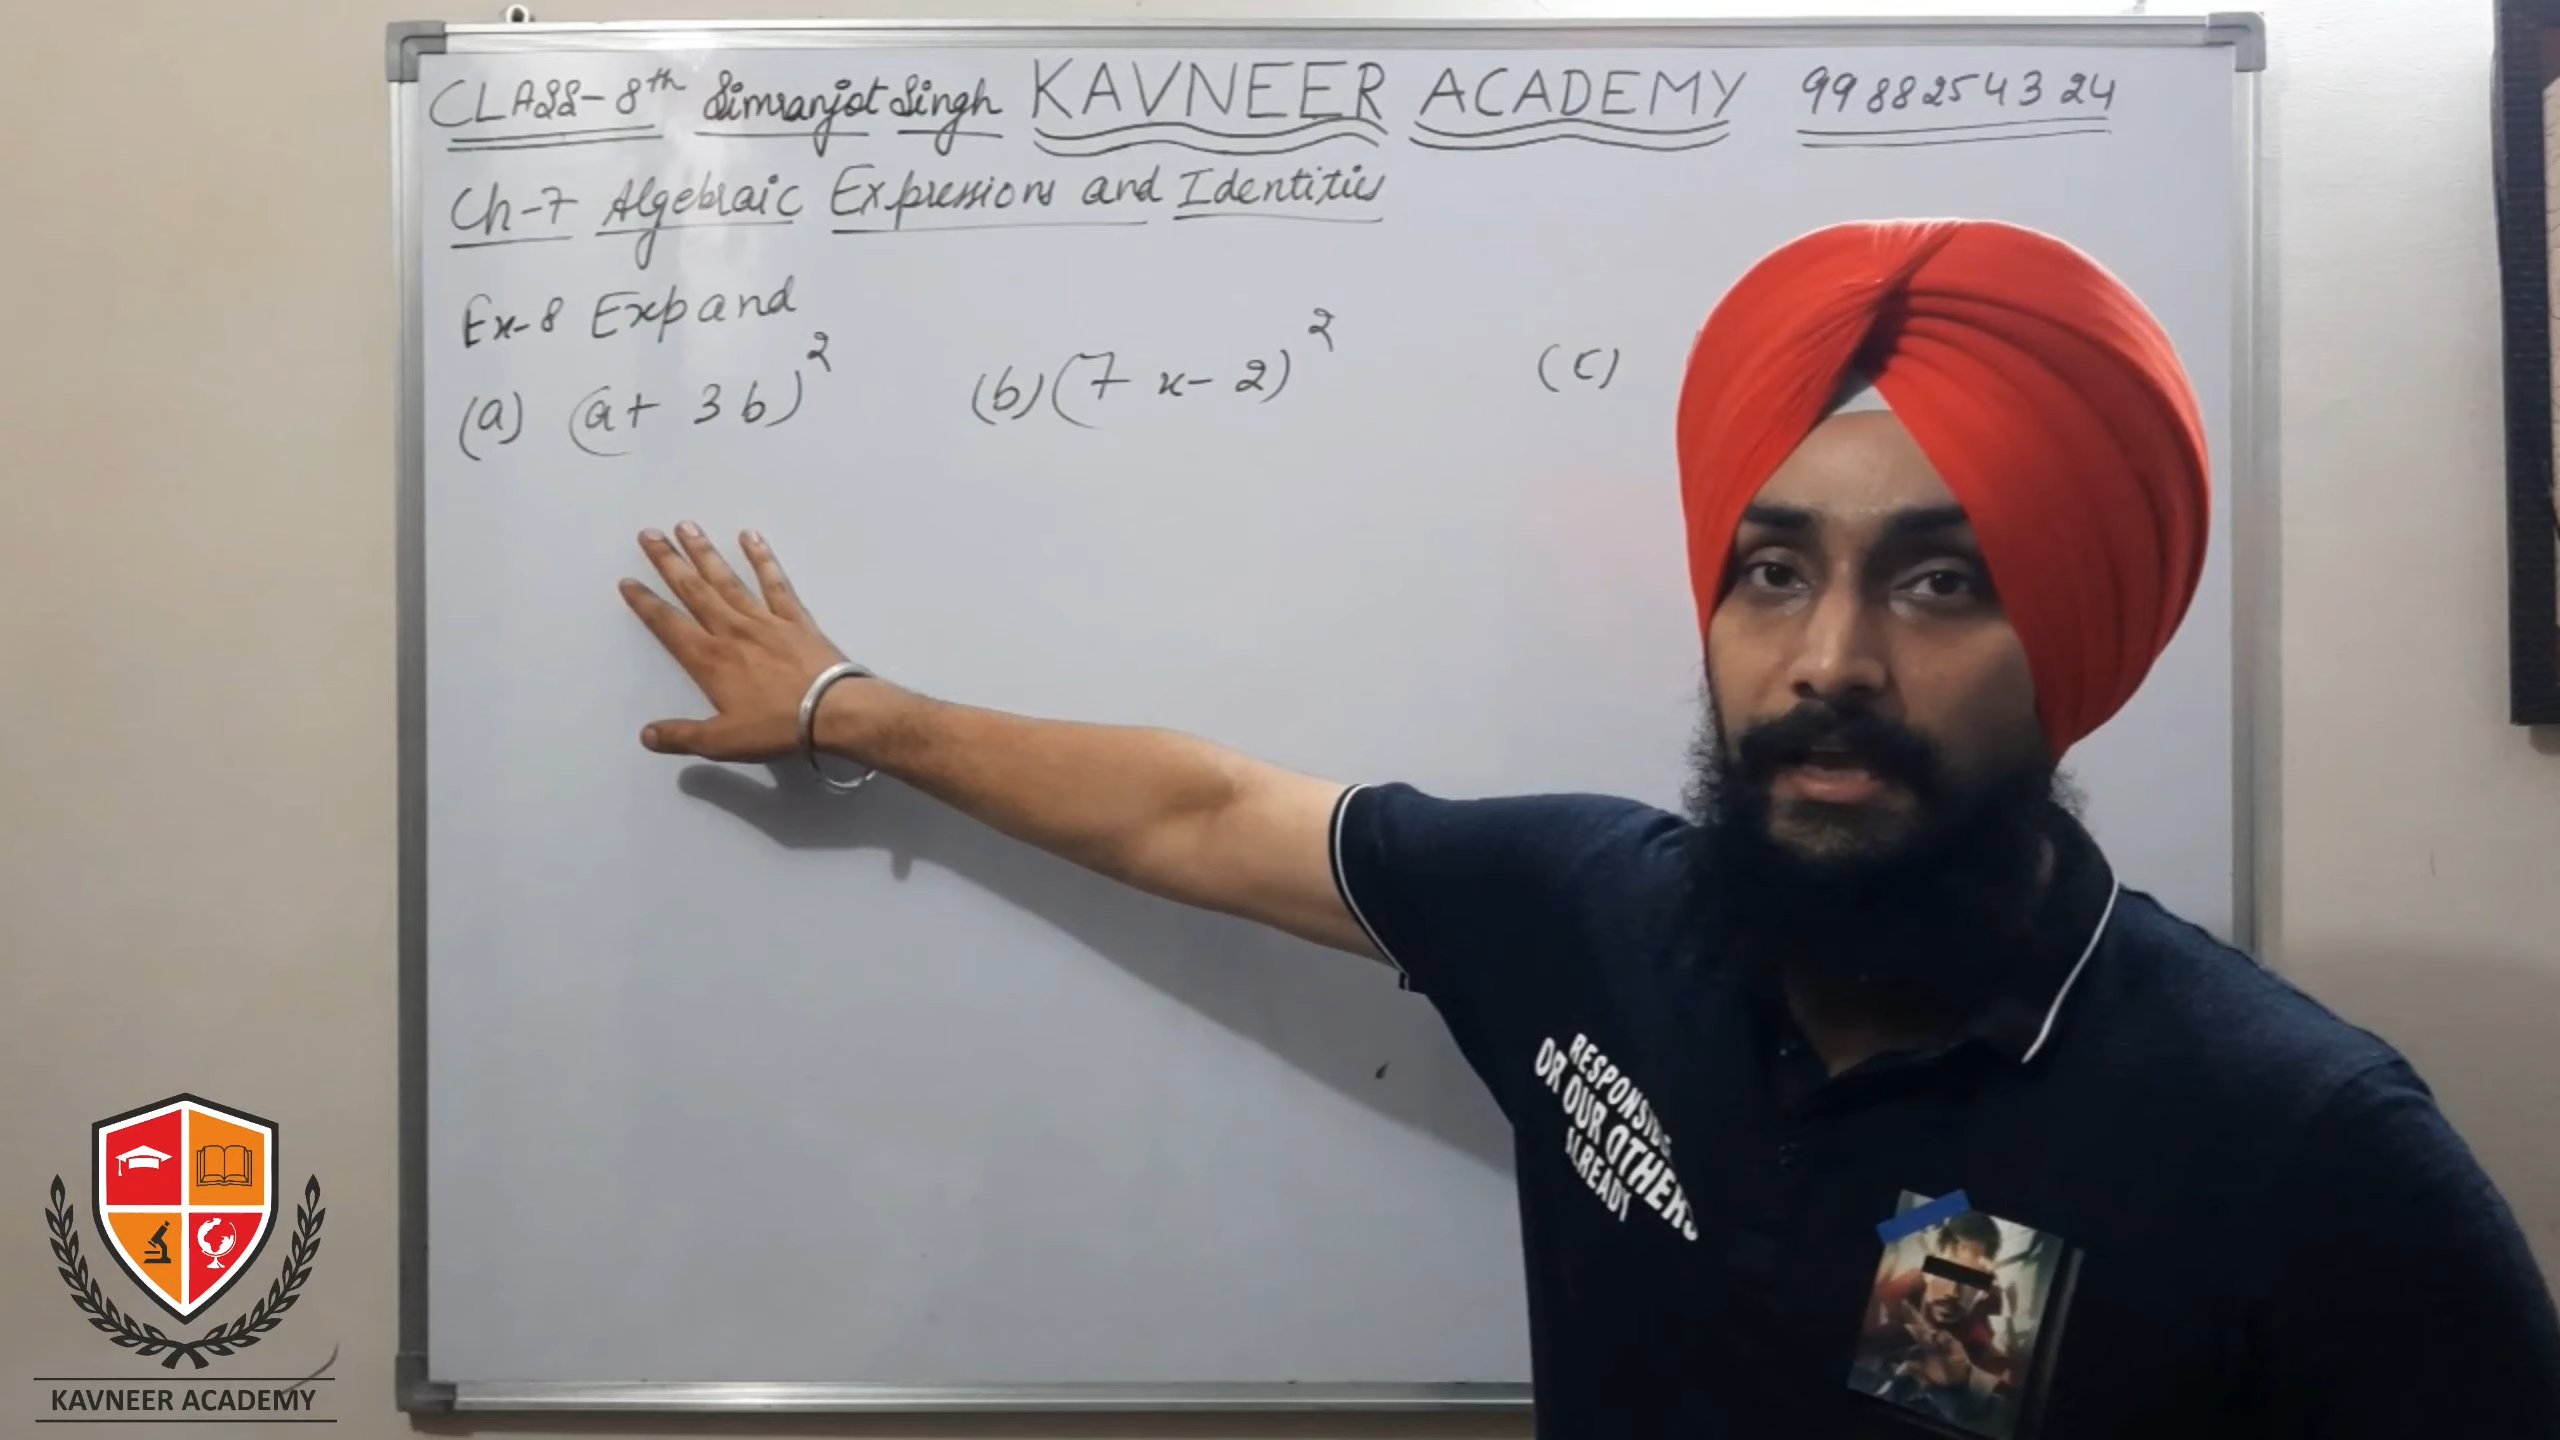 CLASS-8th Simranjot Singh KAVNEER ACADEMY 9988254324
Ch-7 Algebraic Expressions and Identities
Ex-8 Expand
(a) (a+ 3b)² (b) (7x-2)² (c)
RESPONSIBL
OR OUR OTHERS
ALREADY
KAVNEER ACADEMY